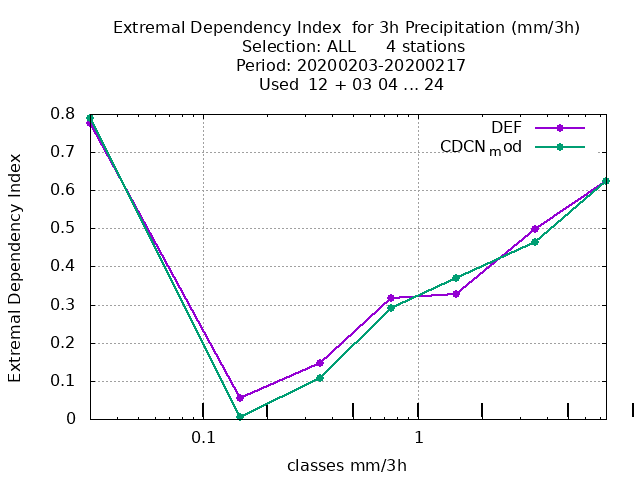 Extremal Dependency Index  for 3h Precipitation (mm/3h)
Selection: ALL      4 stations
Period: 20200203-20200217
Used  12 + 03 04 ... 24
DEF
CDCNmod
0.8
0.7
0.6
0.5
0.4
0.3
0.2
0.1
0
Extremal Dependency Index
0.1
1
classes mm/3h